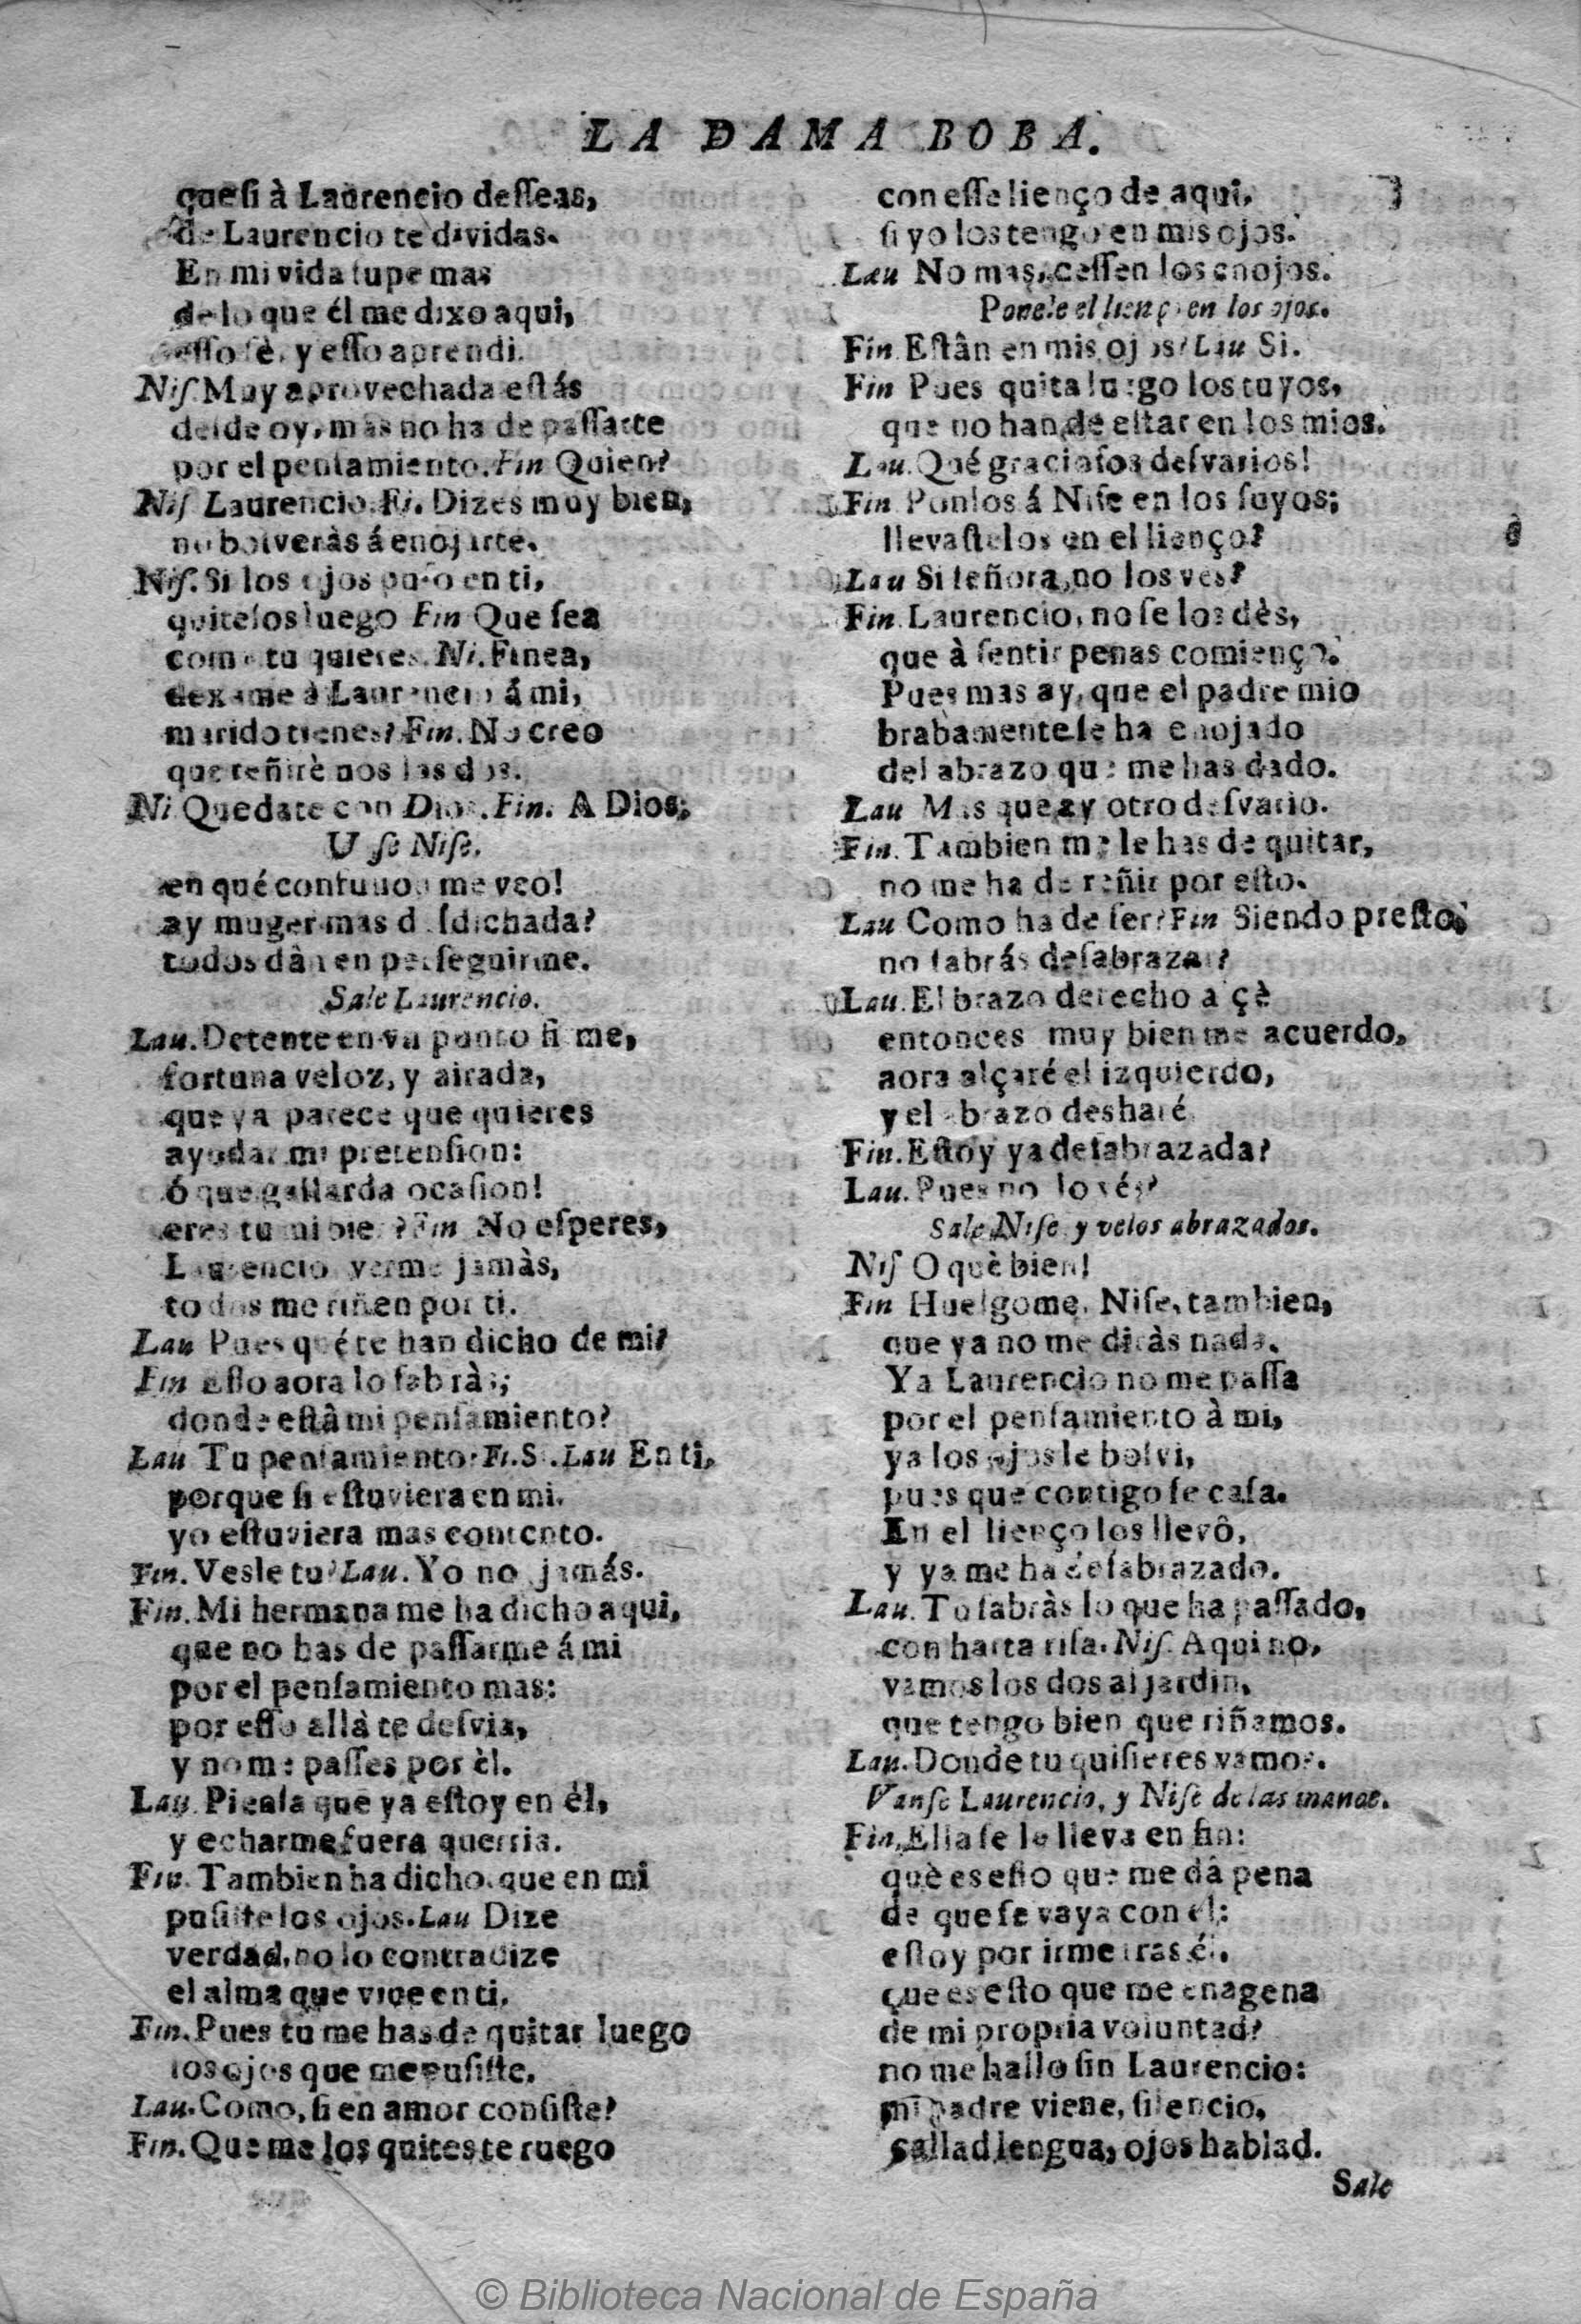 LA DAMA BOBA.
que si à Laurencio desseas,
de Laurencio te dividas.
En mi vida supe mas
de lo que él me dixo aqui,
esso sè, y esso aprendi.
Nis. Muy aprovechada estás
desde oy, mas no ha de passarte
por el pensamiento. Fin Quien?
Nis Laurencio. Fi. Dizes muy bien,
no bolveràs á enojarte.
Nis. Si los ojos puso en ti,
quitelos luego Fin Que sea
como tu quieres. Ni. Finea,
dexame à Laurencio á mi,
marido tienes? Fin. No creo
que reñirè nos las dos.
Ni Quedate con Dios. Fin. A Dios;
Vase Nise.
en qué confusion me veo!
ay muger mas desdichada?
todos dân en perseguirme.
Sale Laurencio.
Lau. Detente en vn punto firme,
fortuna veloz, y airada,
que ya parece que quieres
ayudar mi pretension:
ó que gallarda ocasion!
eres tu mi bien? Fin No esperes,
Laurencio verme jamàs,
todos me riñen por ti.
Lau Pues qué te han dicho de mi?
Fin esso aora lo sabràs;
donde està mi pensamiento?
Lau Tu pensamiento? Fi. Si. Lau En ti,
porque si estuviera en mi,
yo estuviera mas contento.
Fin. Vesle tu? Lau. Yo no jamás.
Fin. Mi hermana me ha dicho aqui,
que no has de passarme á mi
por el pensamiento mas:
por esso allà te desvia,
y no me passes por èl.
Lau. Piensa que ya estoy en èl,
y echarme fuera querria.
Fin. Tambien ha dicho, que en mi
pusiste los ojos. Lau Dize
verdad, no lo contradize
el alma que vive en ti.
Fin. Pues tu me has de quitar luego
los ojos que me pusiste.
Lau. Como, si en amor consiste?
Fin. Que me los quites te ruego
con esse lienço de aqui,
si yo los tengo en mis ojos.
Lau No mas, cessen los enojos.
Ponele el lienço en los ojos.
Fin Estân en mis ojos? Lau Si.
Fin Pues quita luego los tuyos,
que no han de estar en los mios.
Lau. Qué graciosos desvarios!
Fin Ponlos á Nise en los suyos;
llevastelos en el lienço?
Lau Si señora, no los ves?
Fin. Laurencio, no se los dès,
que à sentir penas comienço.
Pues mas ay, que el padre mio
brabamente se ha enojado
del abrazo que me has dado.
Lau Mas que ay otro desvario.
Fin. Tambien me le has de quitar,
no me ha de reñir por esto.
Lau Como ha de ser? Fin Siendo presto,
no sabrás desabrazar?
Lau. El brazo derecho alçè
entonces muy bien me acuerdo,
aora alçaré el izquierdo,
y el abrazo desharé
Fin. Estoy ya desabrazada?
Lau. Pues no lo vés?
Sale Nise y velos abrazados.
Nis O què bien!
Fin Huelgome, Nise, tambien,
que ya no me diràs nada.
Ya Laurencio no me passa
por el pensamiento à mi,
ya los ojos le bolvi,
pues que contigo se casa.
En el lienço los llevô,
y ya me ha desabrazado.
Lau. Tu sabràs lo que ha passado,
con harta risa. Nis. Aqui no,
vamos los dos al jardin,
que tengo bien que riñamos.
Lau. Donde tu quisieres vamos.
Vanse Laurencio, y Nise de las manos.
Fin. Ella se le lleva en fin:
què es esto que me dà pena
de que se vaya con el:
estoy por irme tras él.
que es esto que me enagena
de mi propria voluntad?
no me hallo sin Laurencio:
mi padre viene, silencio,
callad lengua, ojos hablad.
Sale
© Biblioteca Nacional de España